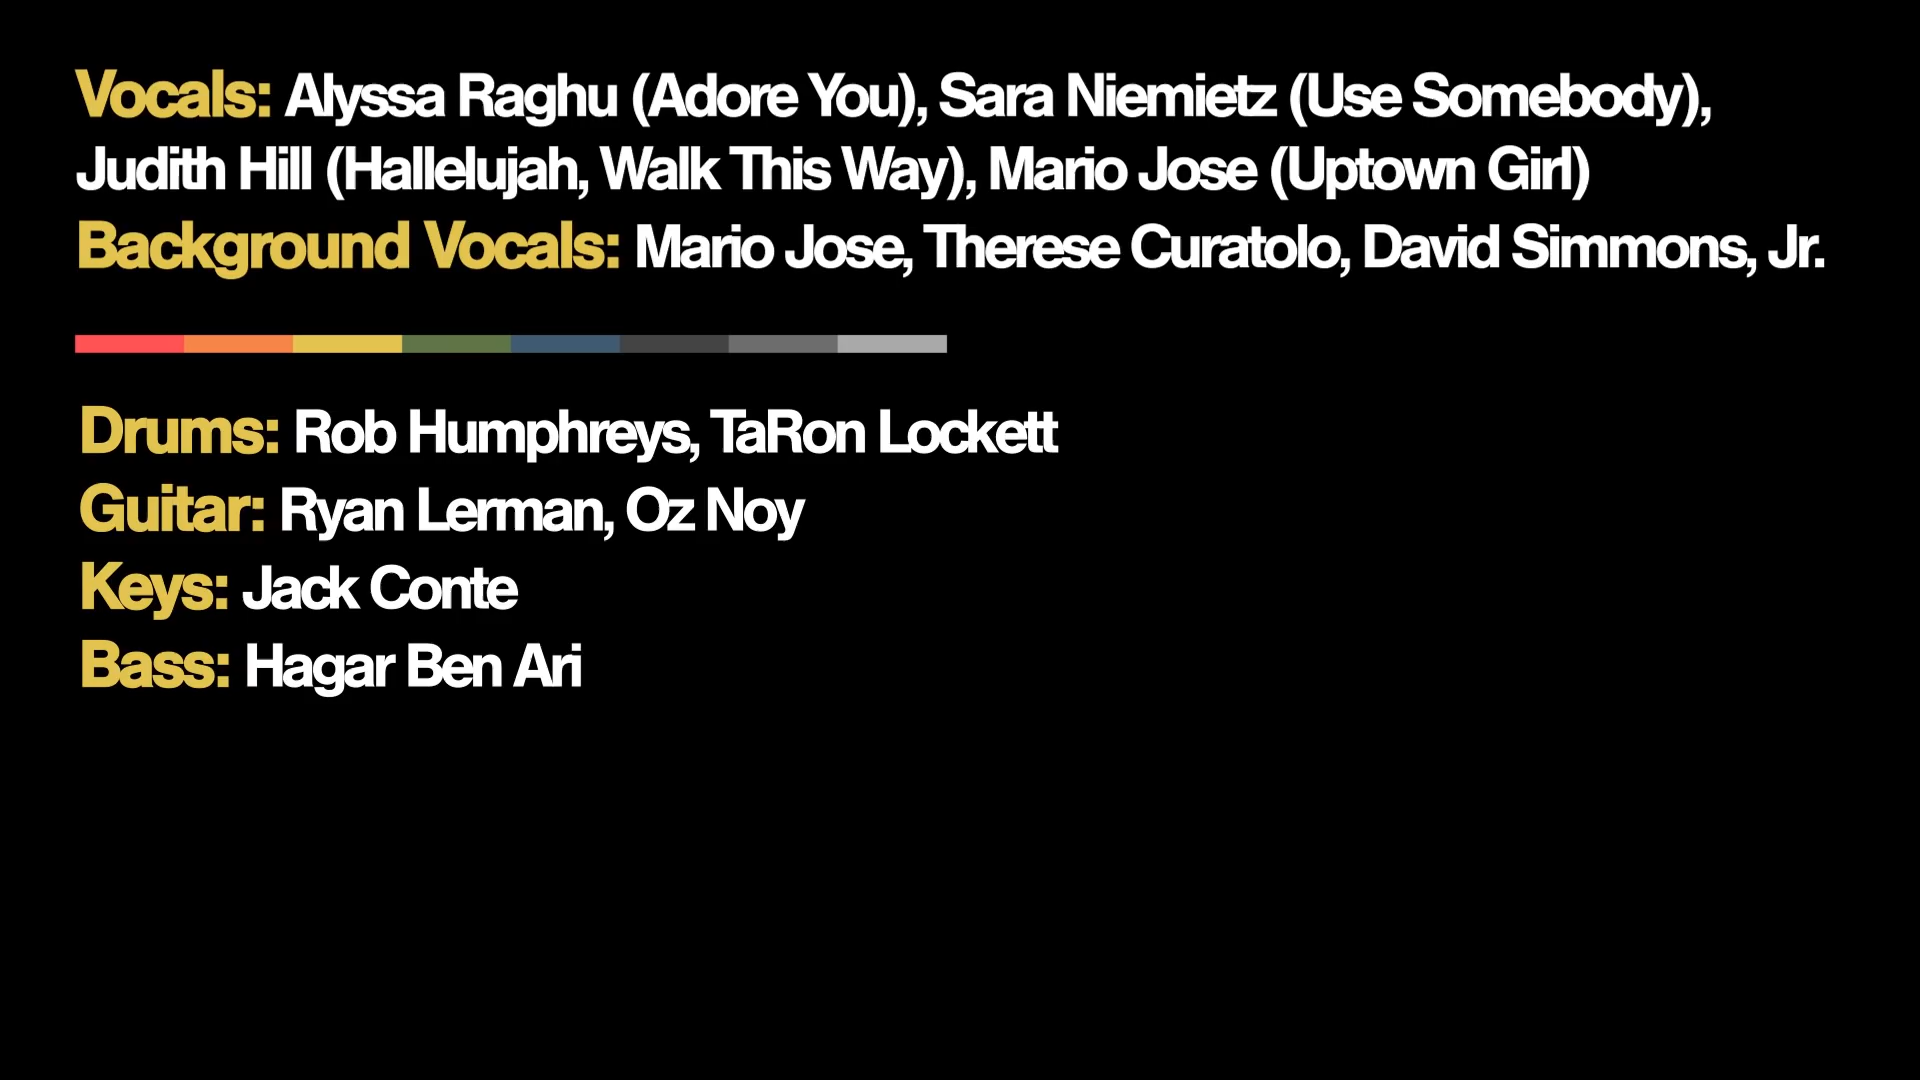 Vocals: Alyssa Raghu (Adore You), Sara Niemietz (Use Somebody),
Judith Hill (Hallelujah, Walk This Way), Mario Jose (Uptown Girl)
Background Vocals: Mario Jose, Therese Curatolo, David Simmons, Jr.
Drums: Rob Humphreys, TaRon Lockett
Guitar: Ryan Lerman, Oz Noy
Keys: Jack Conte
Bass: Hagar Ben Ari